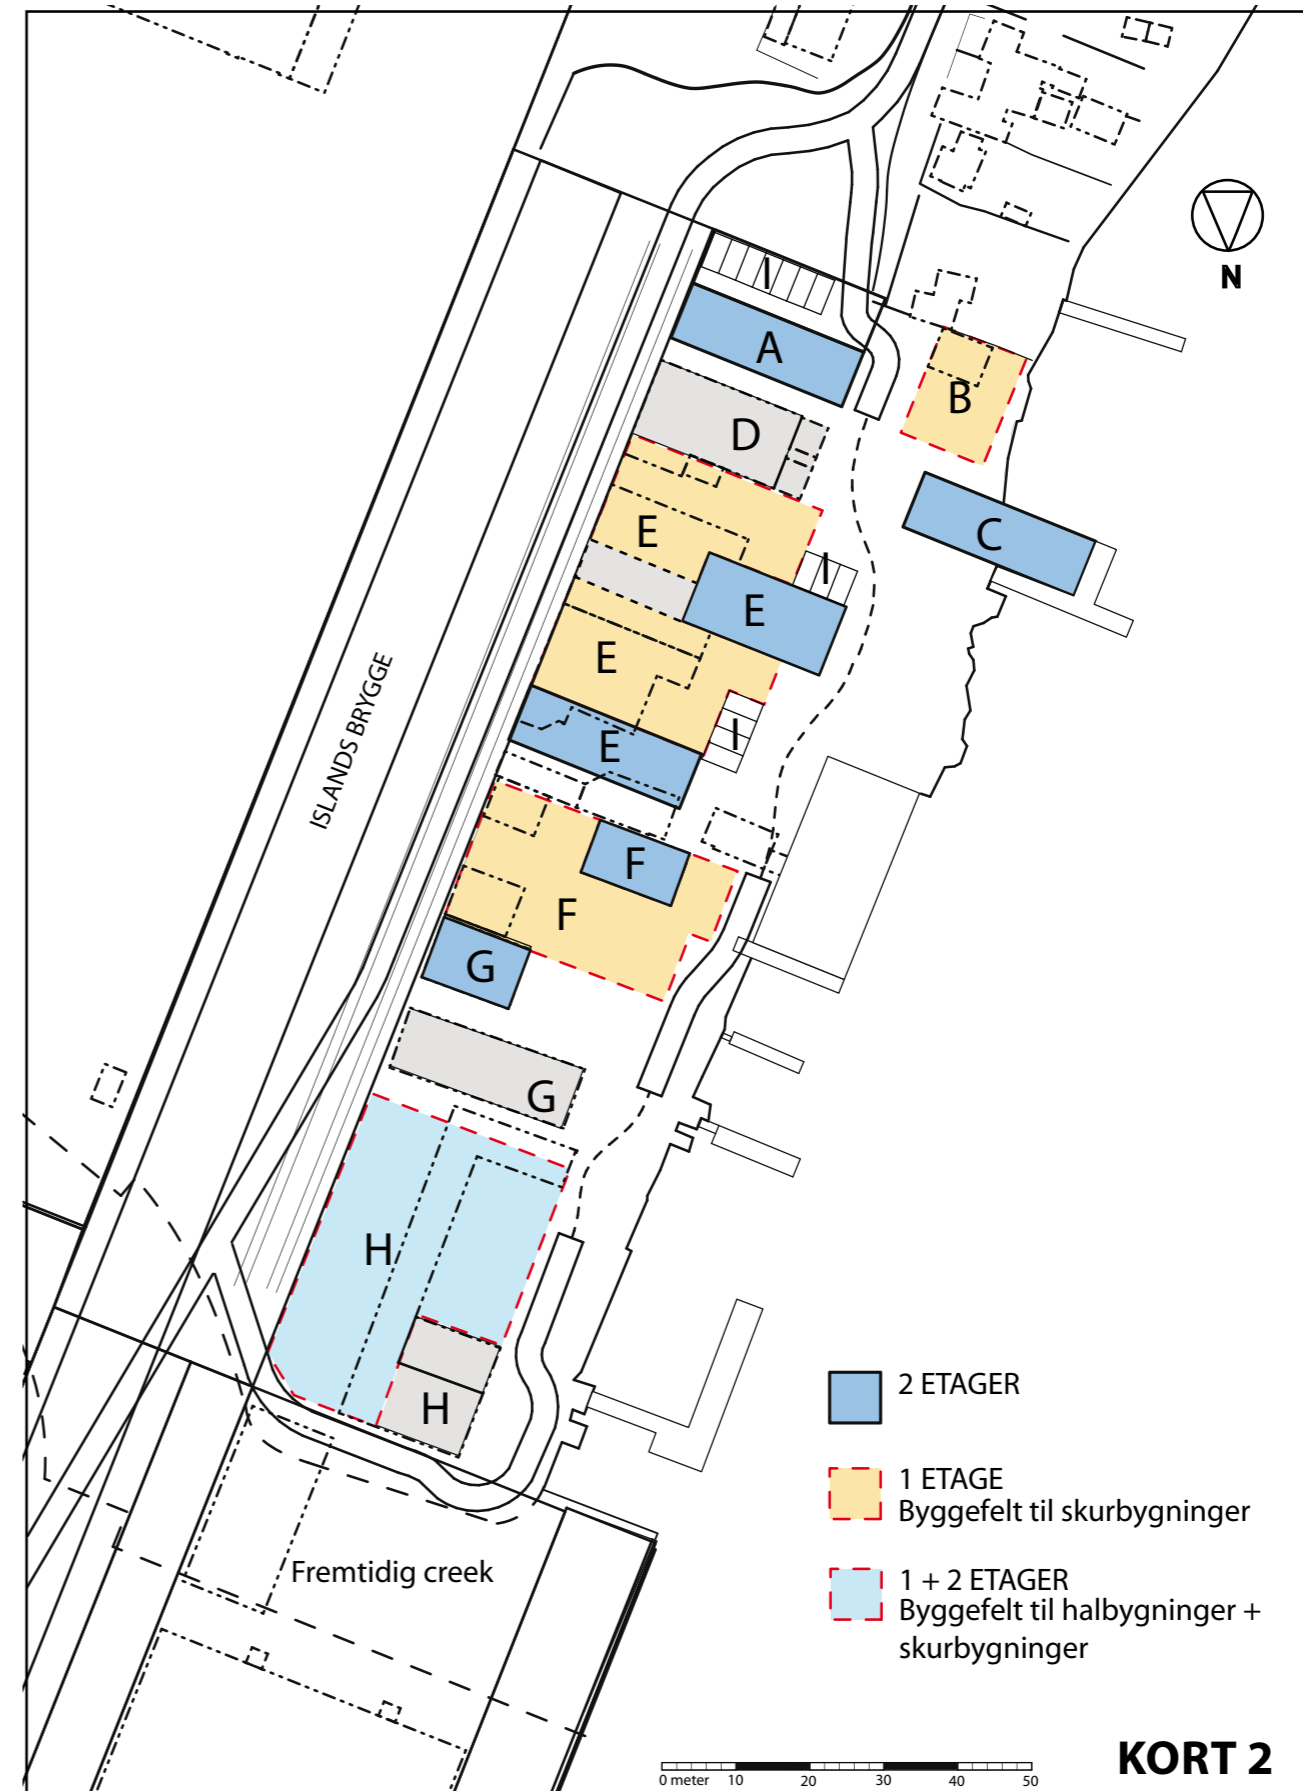 I
N
A
B
D
C
E
I
E
E
I
E
ISLANDS BRYGGE
F
F
G
G
H
H
2 ETAGER
1 ETAGE
Byggefelt til skurbygninger
1 + 2 ETAGER
Byggefelt til halbygninger +
skurbygninger
Fremtidig creek
KORT 2
0 meter 10 20 30 40 50